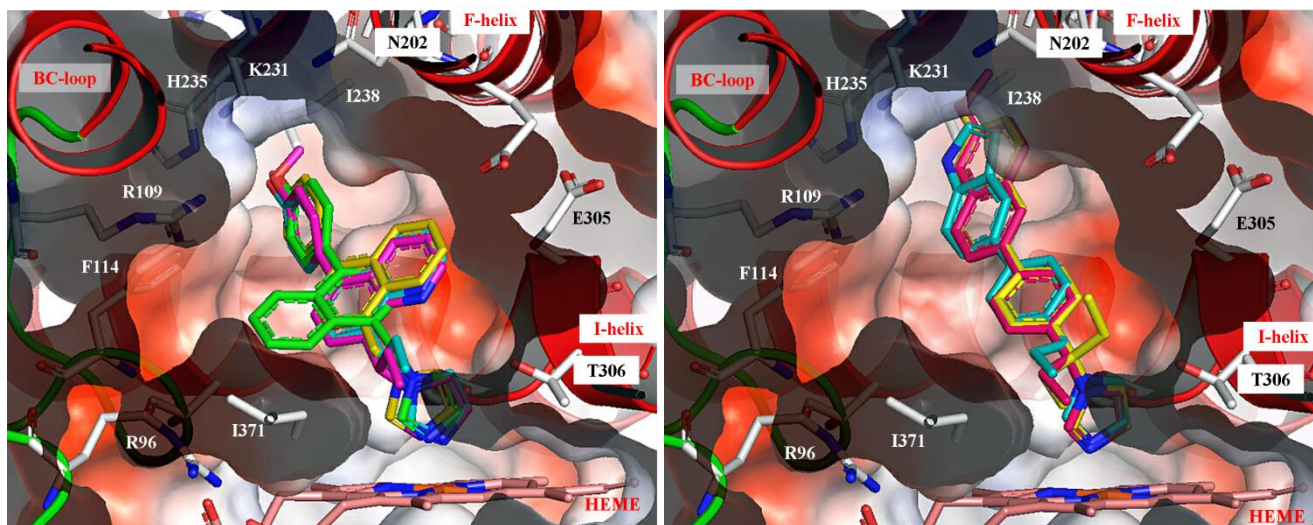 F-helix
N202
BC-loop
H235
K231
I238
R109
E305
F114
I-helix
T306
I371
R96
HEME
F-helix
N202
BC-loop
H235
K231
I238
R109
E305
F114
I-helix
T306
I371
R96
HEME